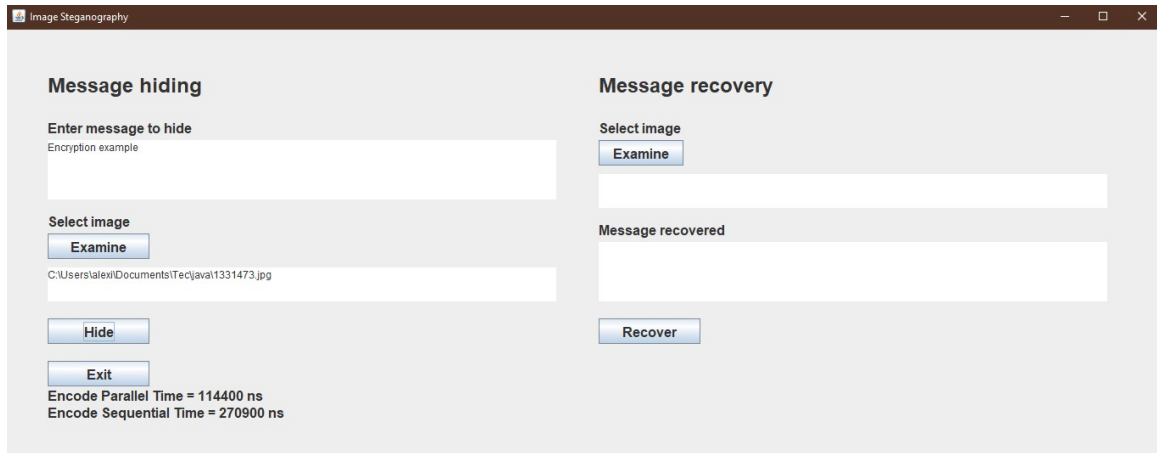 Image Steganography
Message hiding
Enter message to hide
Encryption example
Select image
Examine
C:\Users\alexi\Documents\Tec\java\1331473.jpg
Hide
Exit
Encode Parallel Time = 114400 ns
Encode Sequential Time = 270900 ns
Message recovery
Select image
Examine
Message recovered
Recover